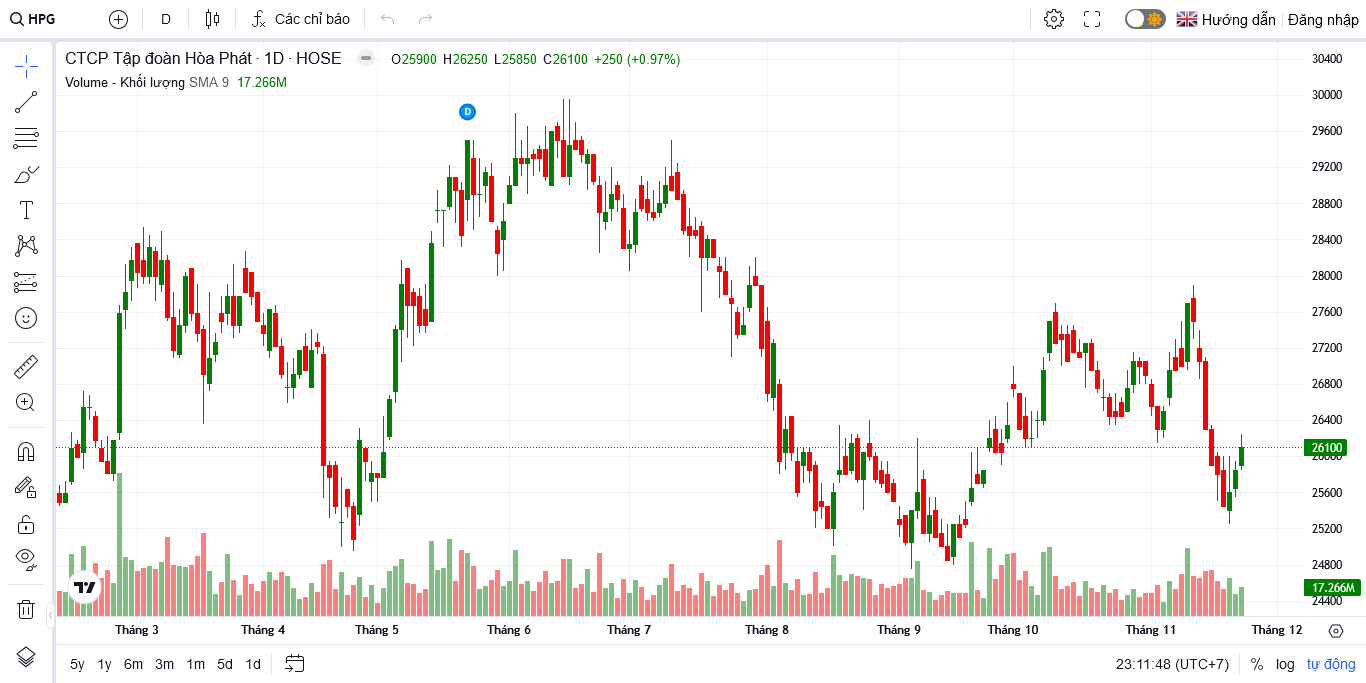 HPG D Các chỉ báo Hướng dẫn Đăng nhập
CTCP Tập đoàn Hòa Phát · 1D · HOSE O25900 H26250 L25850 C26100 +250 (+0.97%)
Volume - Khối lượng SMA 9 17.266M
D
30400
30000
29600
29200
28800
28400
28000
27600
27200
26800
26400
26100
26000
25600
25200
24800
17.266M
24400
Tháng 3 Tháng 4 Tháng 5 Tháng 6 Tháng 7 Tháng 8 Tháng 9 Tháng 10 Tháng 11 Tháng 12
5y 1y 6m 3m 1m 5d 1d 23:11:48 (UTC+7) % log tự động